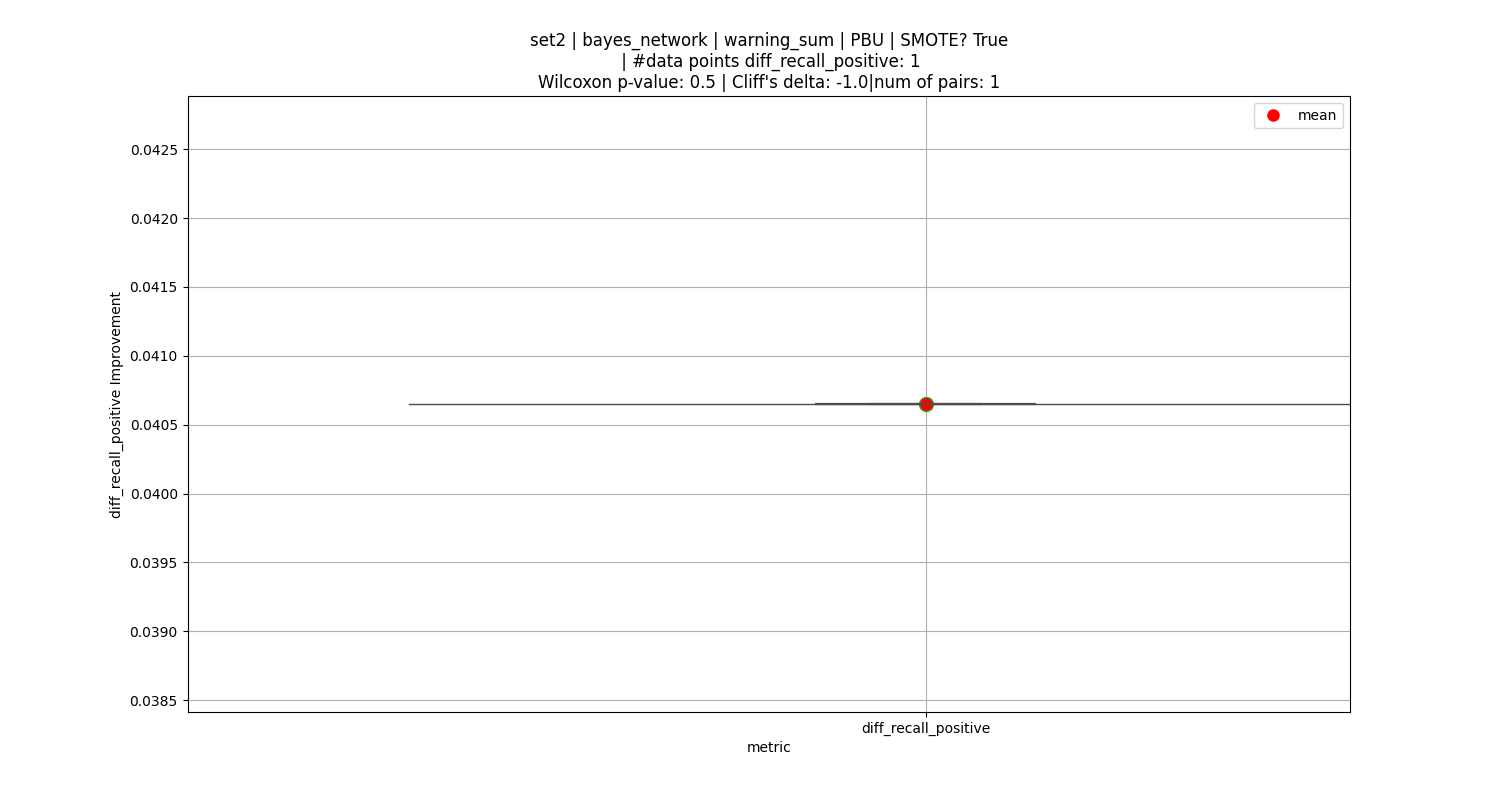 set2 | bayes_network | warning_sum | PBU | SMOTE? True
| #data points diff_recall_positive: 1
Wilcoxon p-value: 0.5 | Cliff's delta: -1.0|num of pairs: 1
mean
0.0425
0.0420
0.0415
0.0410
0.0405
0.0400
0.0395
0.0390
0.0385
diff_recall_positive Improvement
diff_recall_positive
metric